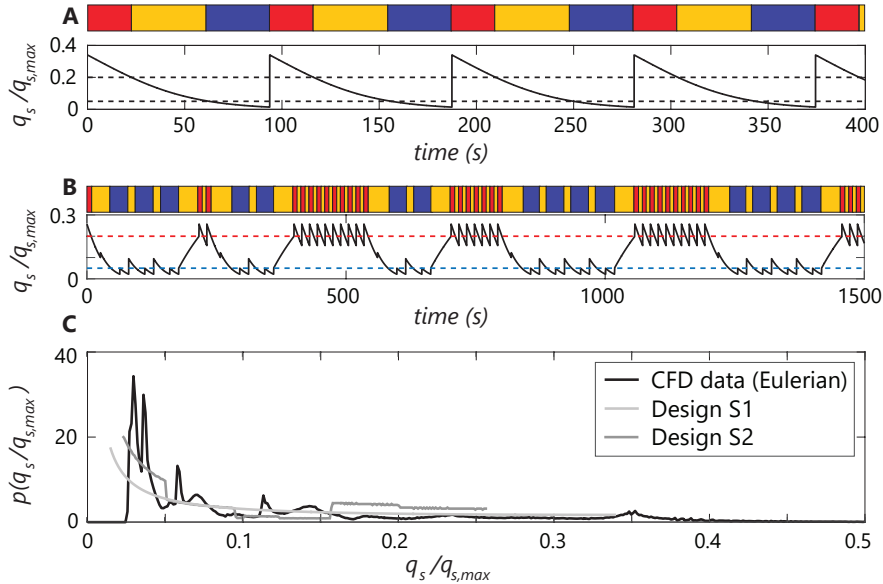 A
0.4
0.2
0
q_s /q_s,max
0 50 100 150 200 250 300 350 400
time (s)
B
0.3
0
q_s /q_s,max
0 500 1000 1500
time (s)
C
40
20
0
p(q_s /q_s,max)
CFD data (Eulerian)
Design S1
Design S2
0 0.1 0.2 0.3 0.4 0.5
q_s /q_s,max